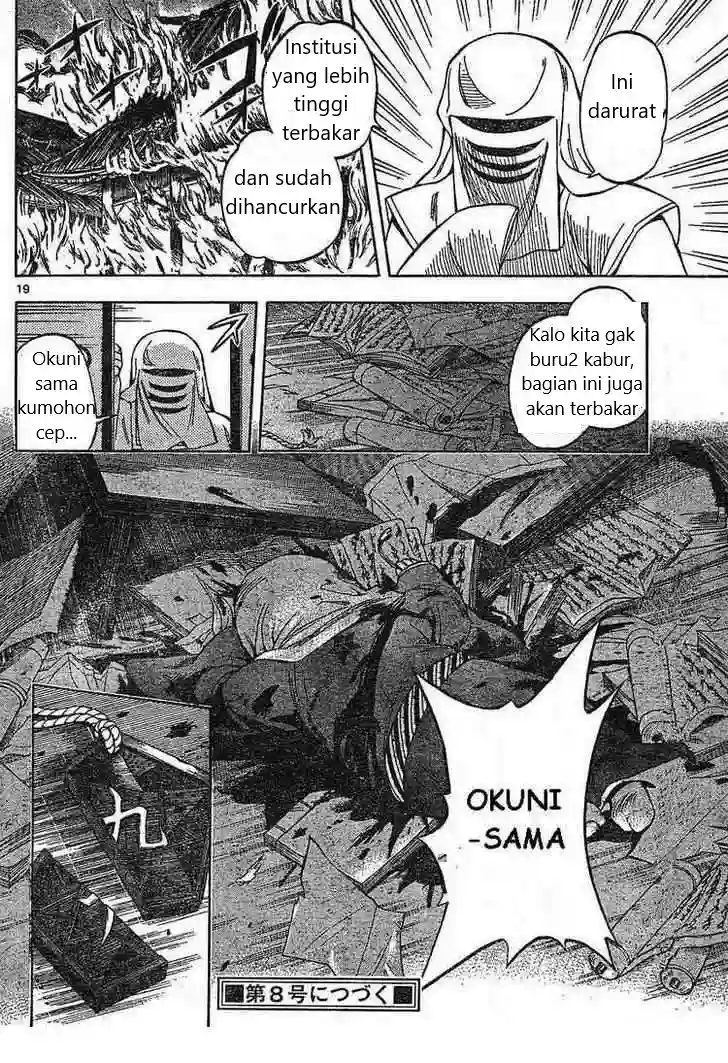 Ini
darurat
Institusi
yang lebih
tinggi
terbakar
dan sudah
dihancurkan
19
Kalo kita gak
buru2 kabur,
bagian ini juga
akan terbakar
Okuni
sama
kumohon
cep...
OKUNI
-SAMA
九
第8号につづく